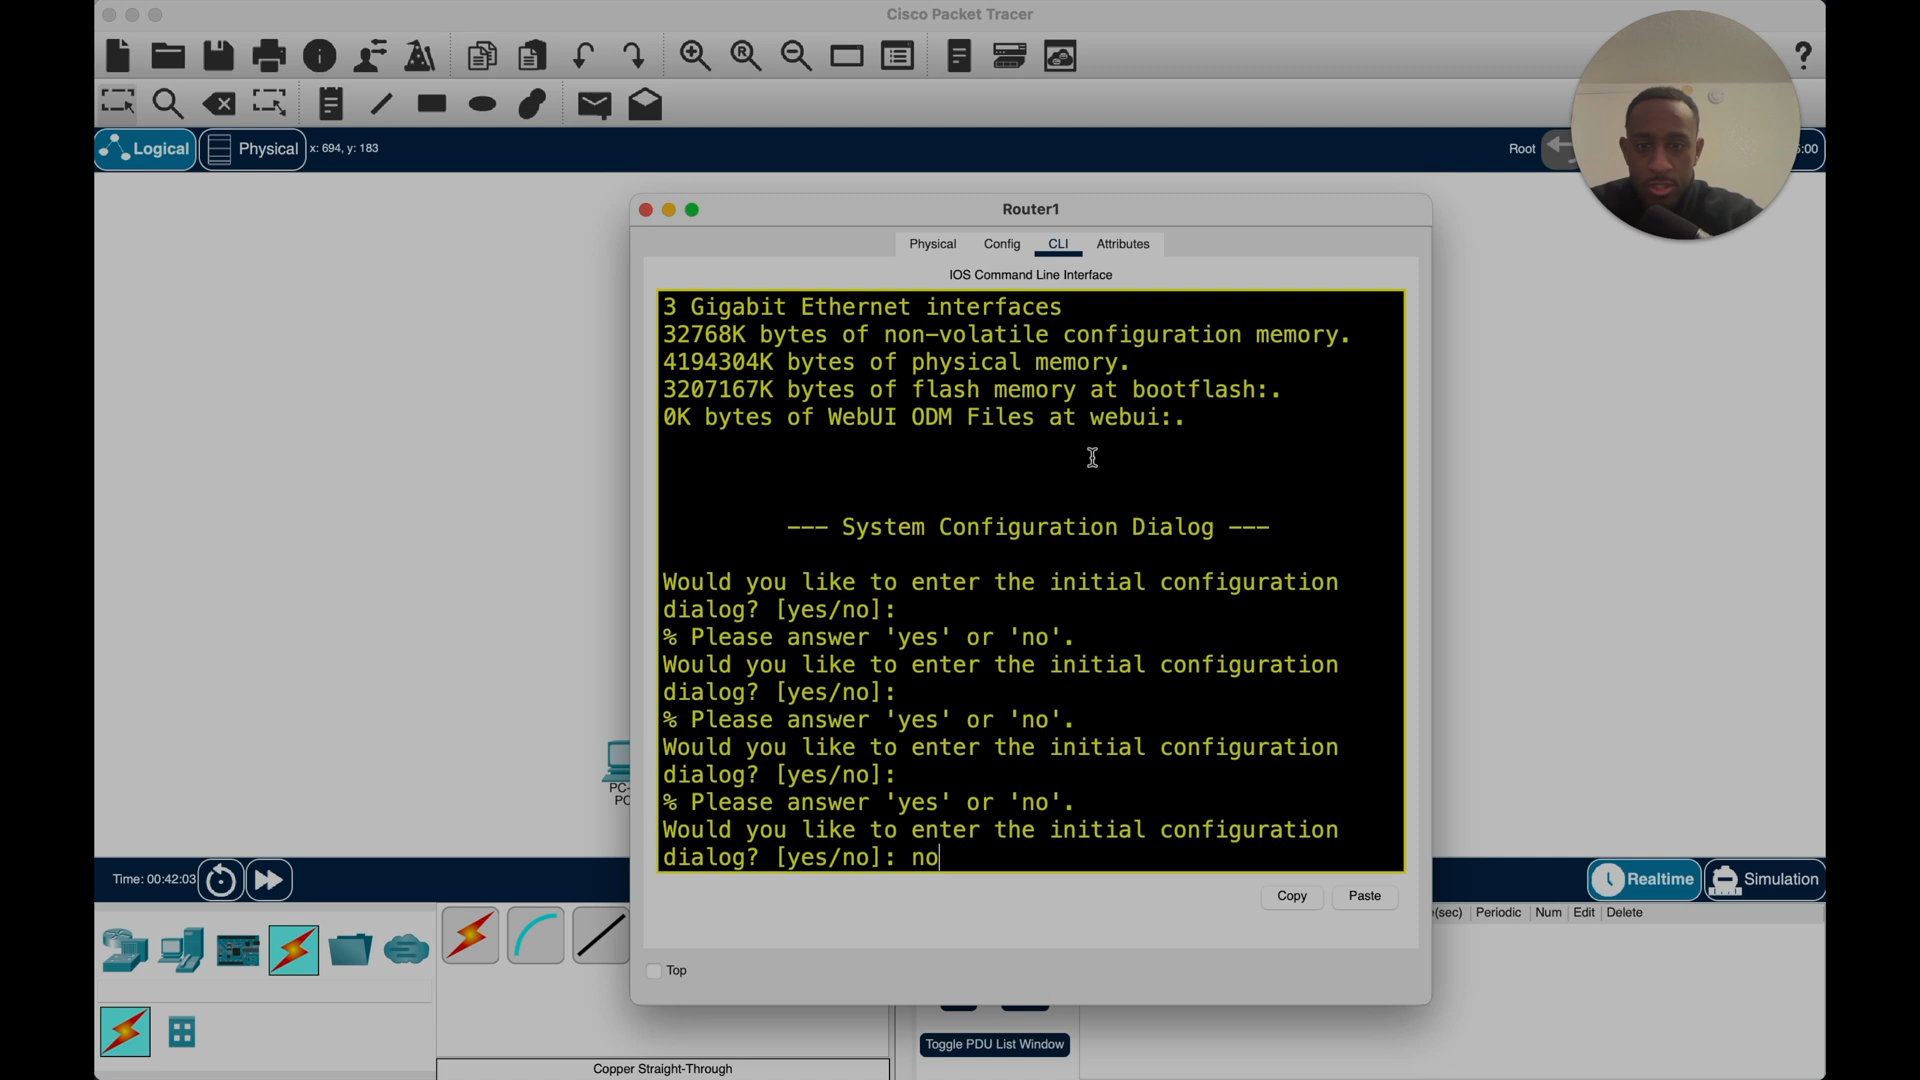 Cisco Packet Tracer
Logical
Physical
x: 694, y: 183
Root
:00
Router1
Physical
Config
CLI
Attributes
IOS Command Line Interface
3 Gigabit Ethernet interfaces
32768K bytes of non-volatile configuration memory.
4194304K bytes of physical memory.
3207167K bytes of flash memory at bootflash:.
0K bytes of WebUI ODM Files at webui:.
--- System Configuration Dialog ---
Would you like to enter the initial configuration
dialog? [yes/no]:
% Please answer 'yes' or 'no'.
Would you like to enter the initial configuration
dialog? [yes/no]:
% Please answer 'yes' or 'no'.
Would you like to enter the initial configuration
dialog? [yes/no]:
% Please answer 'yes' or 'no'.
Would you like to enter the initial configuration
dialog? [yes/no]: no
PC-
PC
Time: 00:42:03
Copy
Paste
Realtime
Simulation
(sec)
Periodic
Num
Edit
Delete
Top
Toggle PDU List Window
Copper Straight-Through